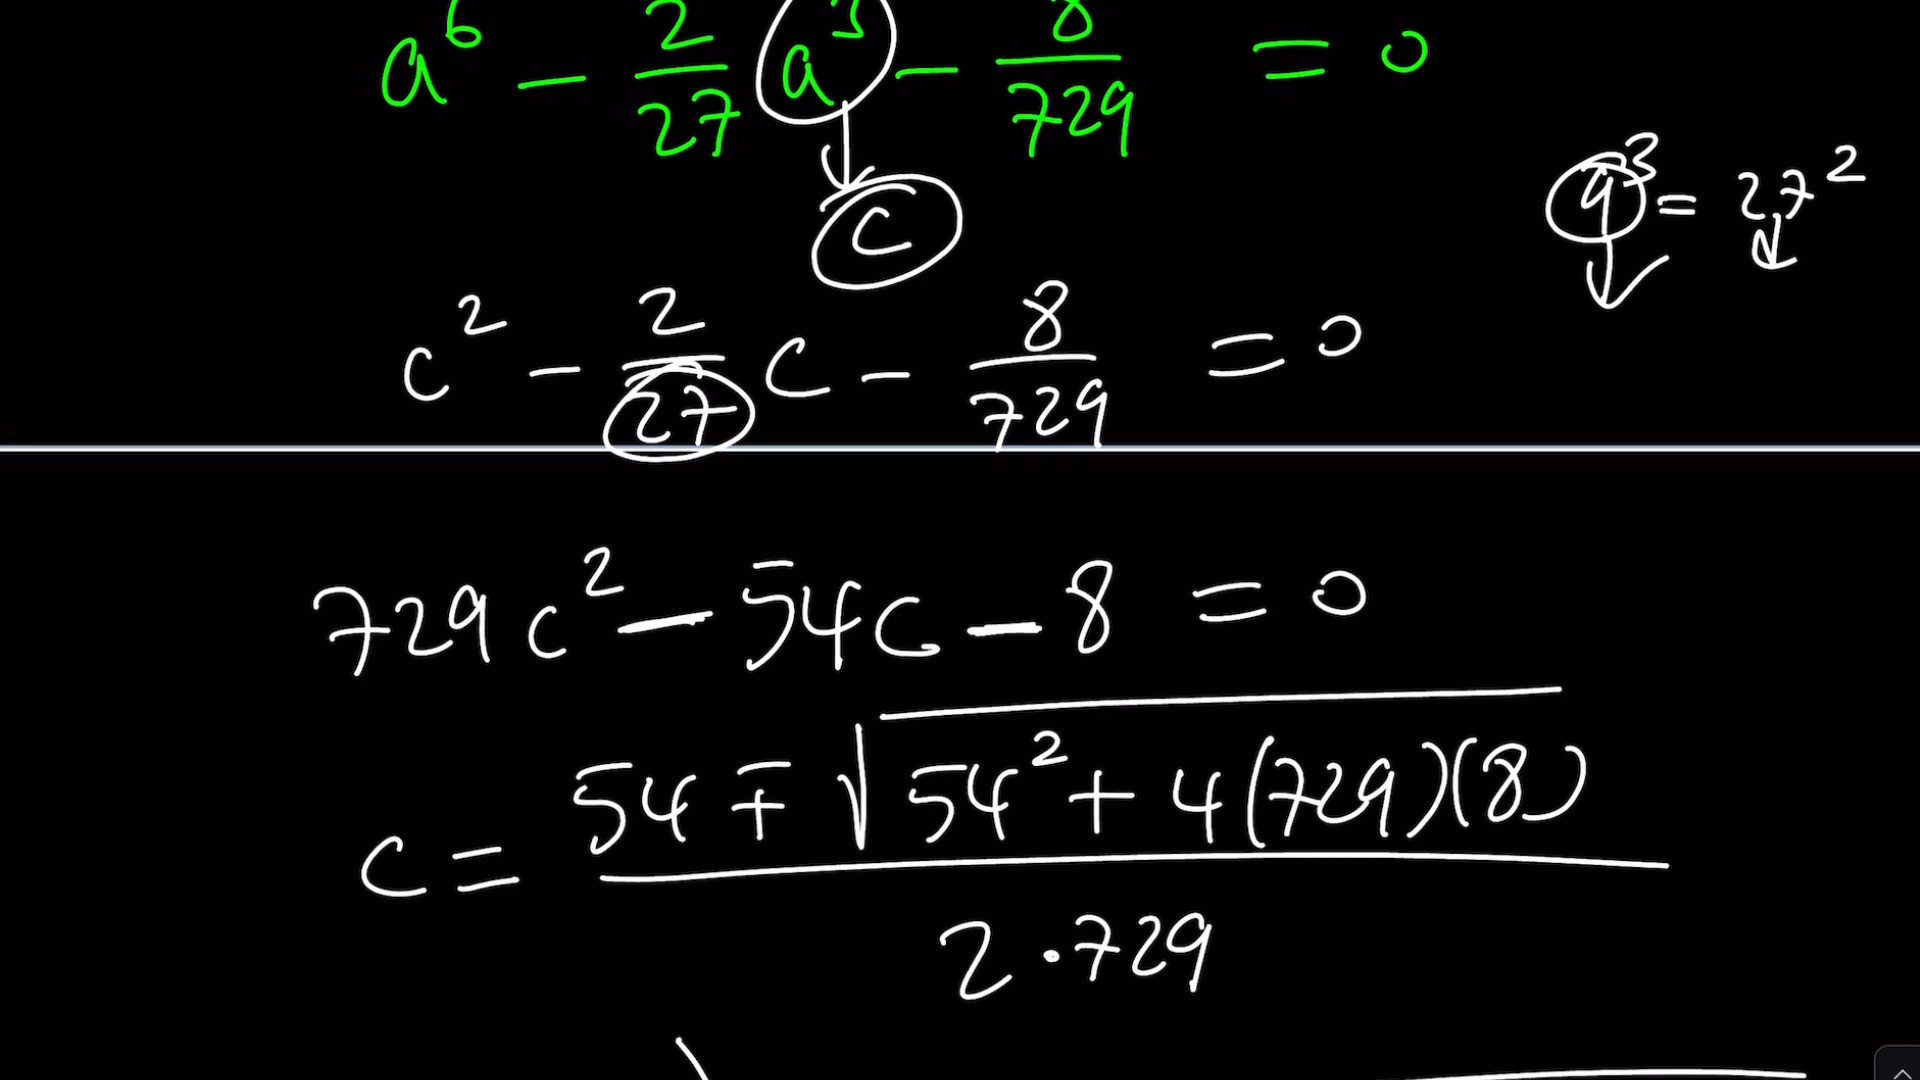 a⁶ − 2/27 a³ − 8/729 = 0
c
9³ = 27²
c² − 2/27 c − 8/729 = 0
729c² − 54c − 8 = 0
c = (54 ∓ √(54² + 4(729)(8))) / (2·729)